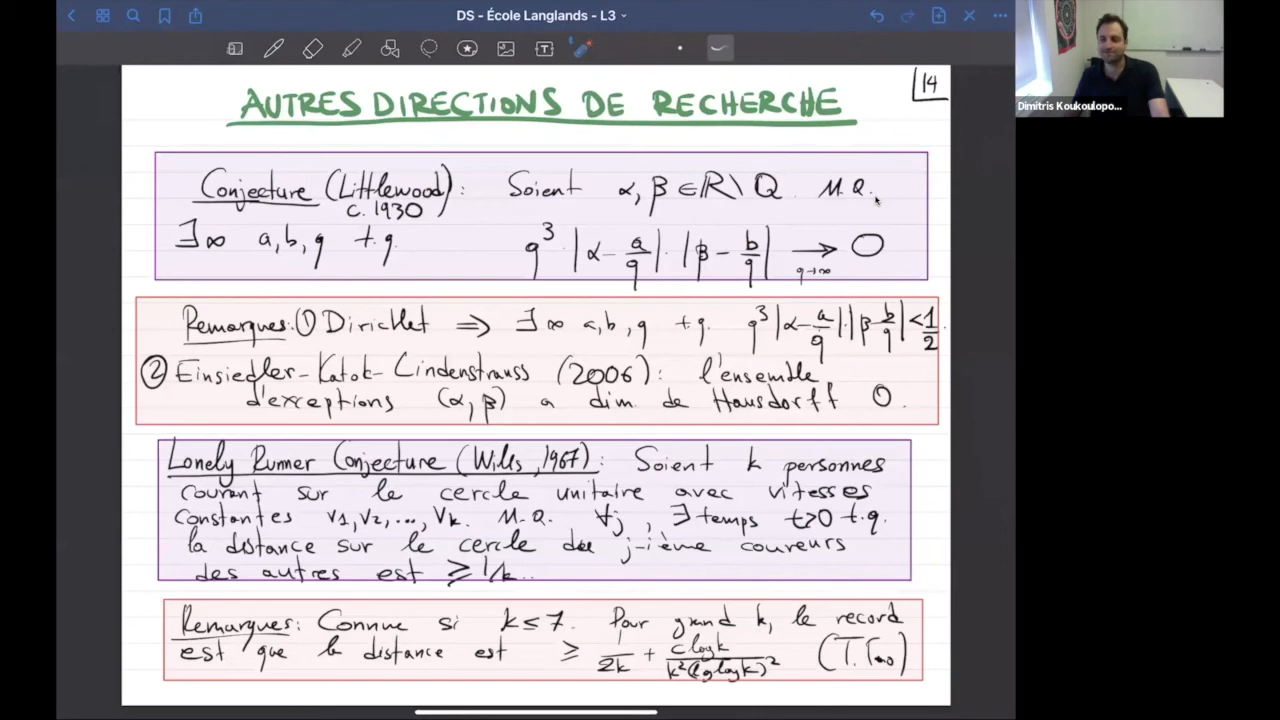 DS - École Langlands - L3
14
AUTRES DIRECTIONS DE RECHERCHE
Conjecture (Littlewood): Soient α, β ∈ ℝ\ℚ M.Q.
c. 1930
∃∞ a, b, q t.q. q³·|α - a/q|·|β - b/q| → 0
q→∞
Remarques: ① Dirichlet ⟹ ∃∞ a, b, q t.q. q³|α - a/q|·|β - b/q| < 1/2
② Einsiedler-Katok-Lindenstrauss (2006): l'ensemble
d'exceptions (α, β) a dim. de Hausdorff 0.
Lonely Runner Conjecture (Wills, 1967): Soient k personnes
courant sur le cercle unitaire avec vitesses
constantes v1, v2, ..., vk. M.Q. ∀j, ∃ temps t>0 t.q.
la distance sur le cercle du j-ième coureurs
des autres est ≥ 1/k.
Remarques: Connue si k ≤ 7. Pour grand k, le record
est que la distance est ≥ 1/2k + clogk/k²(loglogk)² (T. Tao)
Dimitris Koukoulopo...